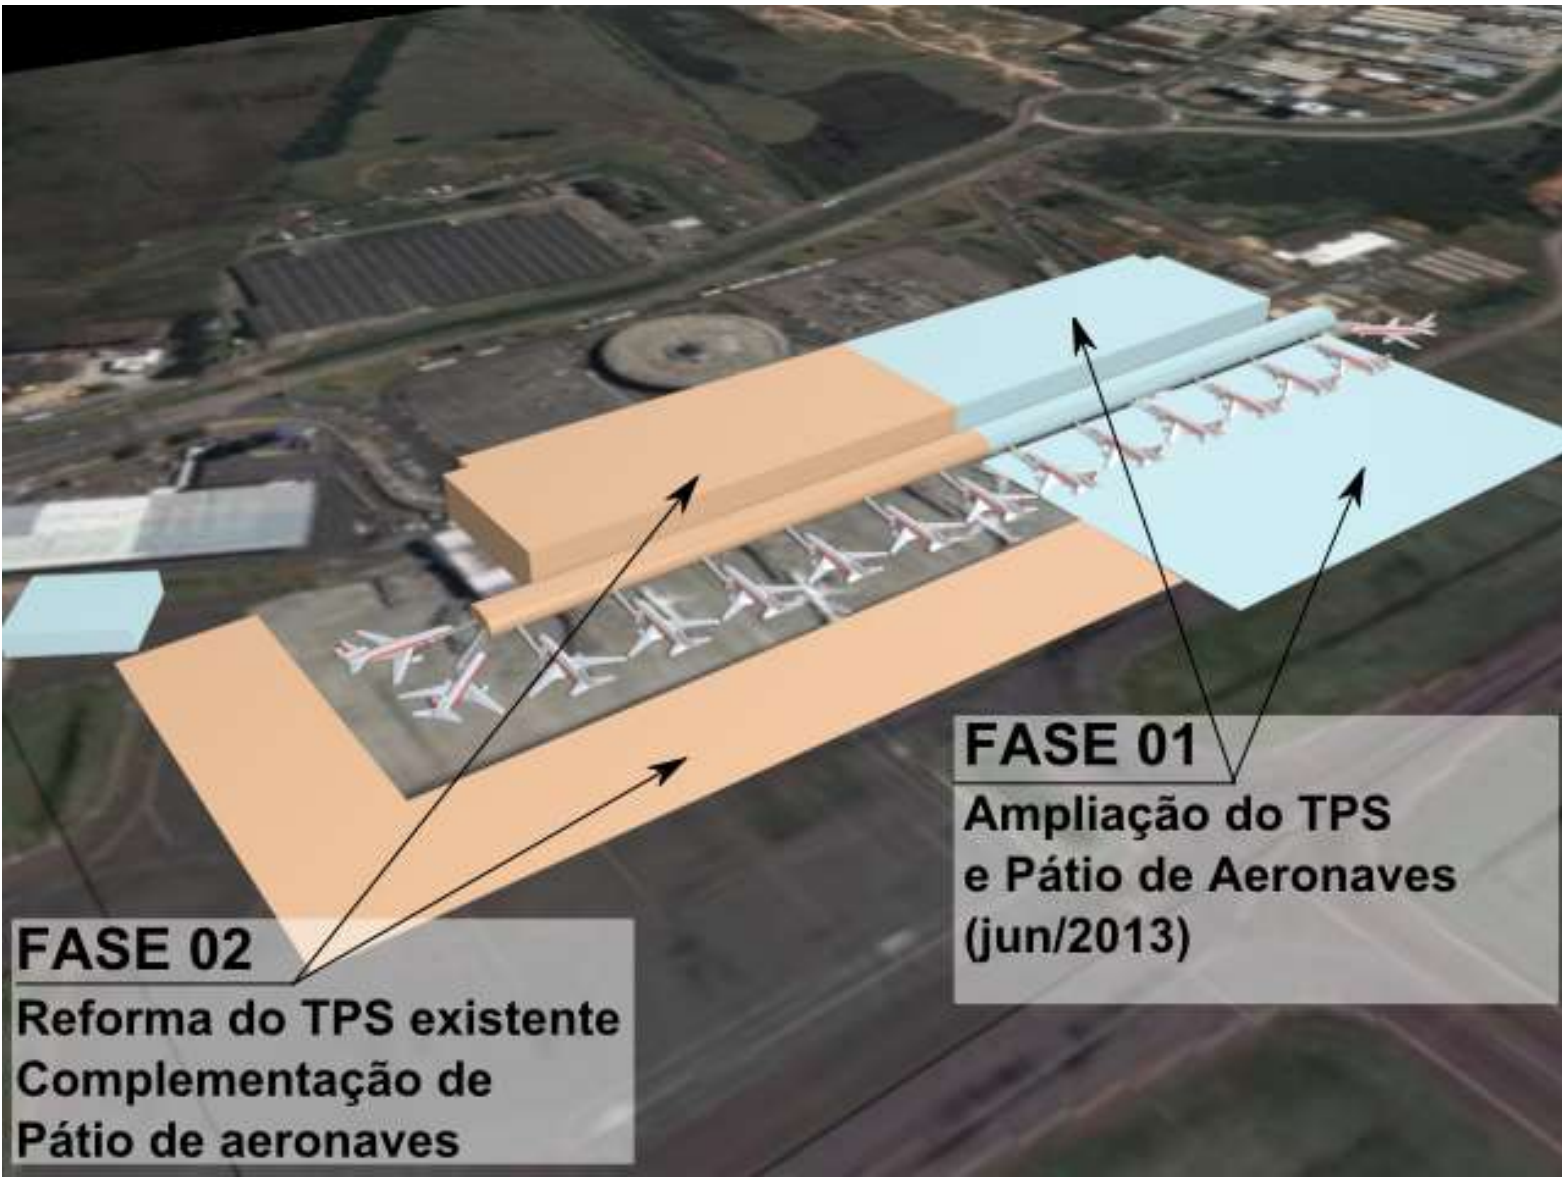 FASE 01
Ampliação do TPS
e Pátio de Aeronaves
(jun/2013)
FASE 02
Reforma do TPS existente
Complementação de
Pátio de aeronaves